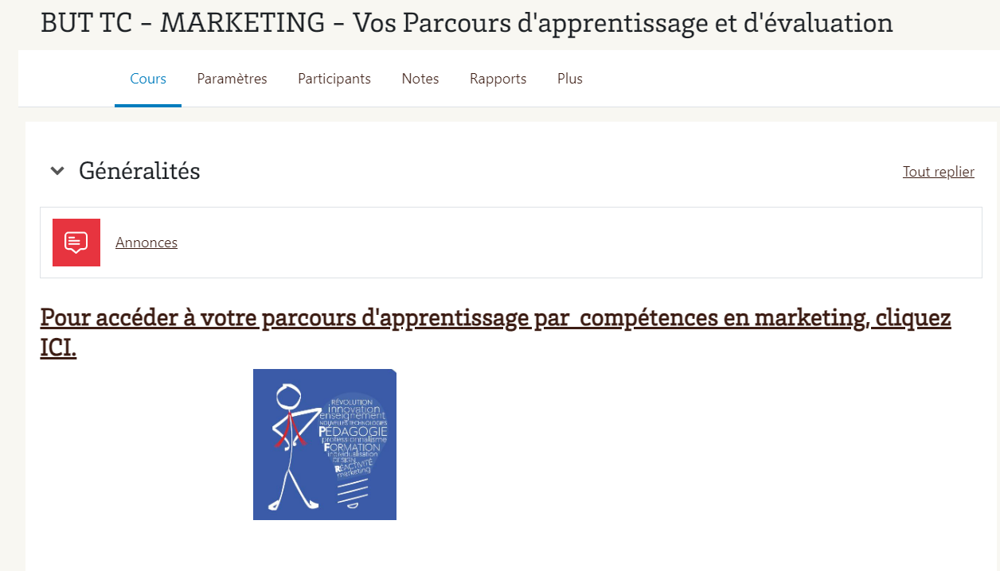 BUT TC - MARKETING - Vos Parcours d'apprentissage et d'évaluation
Cours Paramètres Participants Notes Rapports Plus
Généralités
Tout replier
Annonces
Pour accéder à votre parcours d'apprentissage par  compétences en marketing, cliquez
ICI.
RÉVOLUTION
innovation
enseignement
NOUVELLES TECHNOLOGIES
PÉDAGOGIE
professionnalisme
FORMATION
individualisation
DESIGN
RÉACTIVITÉ
marketing